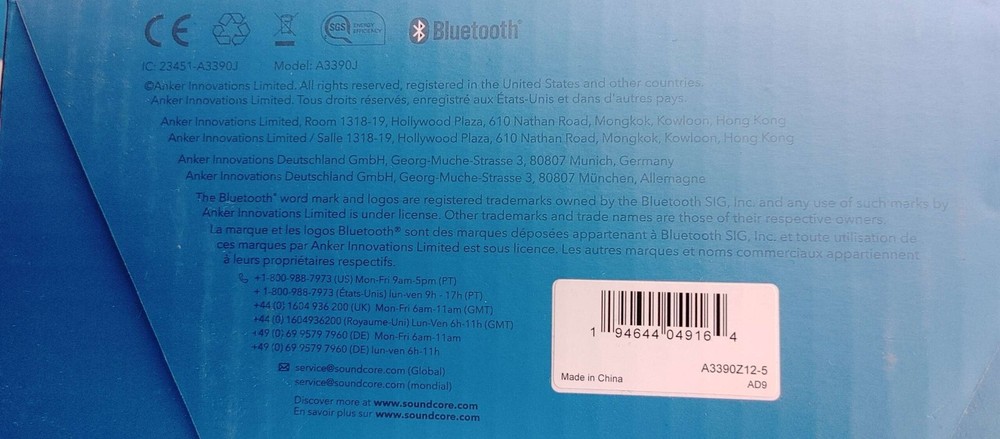 CE SGS ENERGY EFFICIENCY Bluetooth®
IC: 23451-A3390J Model: A3390J
©Anker Innovations Limited. All rights reserved, registered in the United States and other countries.
Anker Innovations Limited. Tous droits réservés, enregistré aux États-Unis et dans d'autres pays.
Anker Innovations Limited, Room 1318-19, Hollywood Plaza, 610 Nathan Road, Mongkok, Kowloon, Hong Kong
Anker Innovations Limited / Salle 1318-19, Hollywood Plaza, 610 Nathan Road, Mongkok, Kowloon, Hong Kong
Anker Innovations Deutschland GmbH, Georg-Muche-Strasse 3, 80807 Munich, Germany
Anker Innovations Deutschland GmbH, Georg-Muche-Strasse 3, 80807 München, Allemagne
The Bluetooth® word mark and logos are registered trademarks owned by the Bluetooth SIG, Inc. and any use of such marks by
Anker Innovations Limited is under license. Other trademarks and trade names are those of their respective owners.
La marque et les logos Bluetooth® sont des marques déposées appartenant à Bluetooth SIG, Inc. et toute utilisation de
ces marques par Anker Innovations Limited est sous licence. Les autres marques et noms commerciaux appartiennent
à leurs propriétaires respectifs.
+1-800-988-7973 (US) Mon-Fri 9am-5pm (PT)
+ 1-800-988-7973 (États-Unis) lun-ven 9h - 17h (PT)
+44 (0) 1604 936 200 (UK) Mon-Fri 6am-11am (GMT)
+44 (0) 1604936200 (Royaume-Uni) Lun-Ven 6h-11h (GMT)
+49 (0) 69 9579 7960 (DE) Mon-Fri 6am-11am
+49 (0) 69 9579 7960 (DE) lun-ven 6h-11h
service@soundcore.com (Global)
service@soundcore.com (mondial)
Discover more at www.soundcore.com
En savoir plus sur www.soundcore.com
1 94644 04916 4
A3390Z12-5
Made in China
AD9